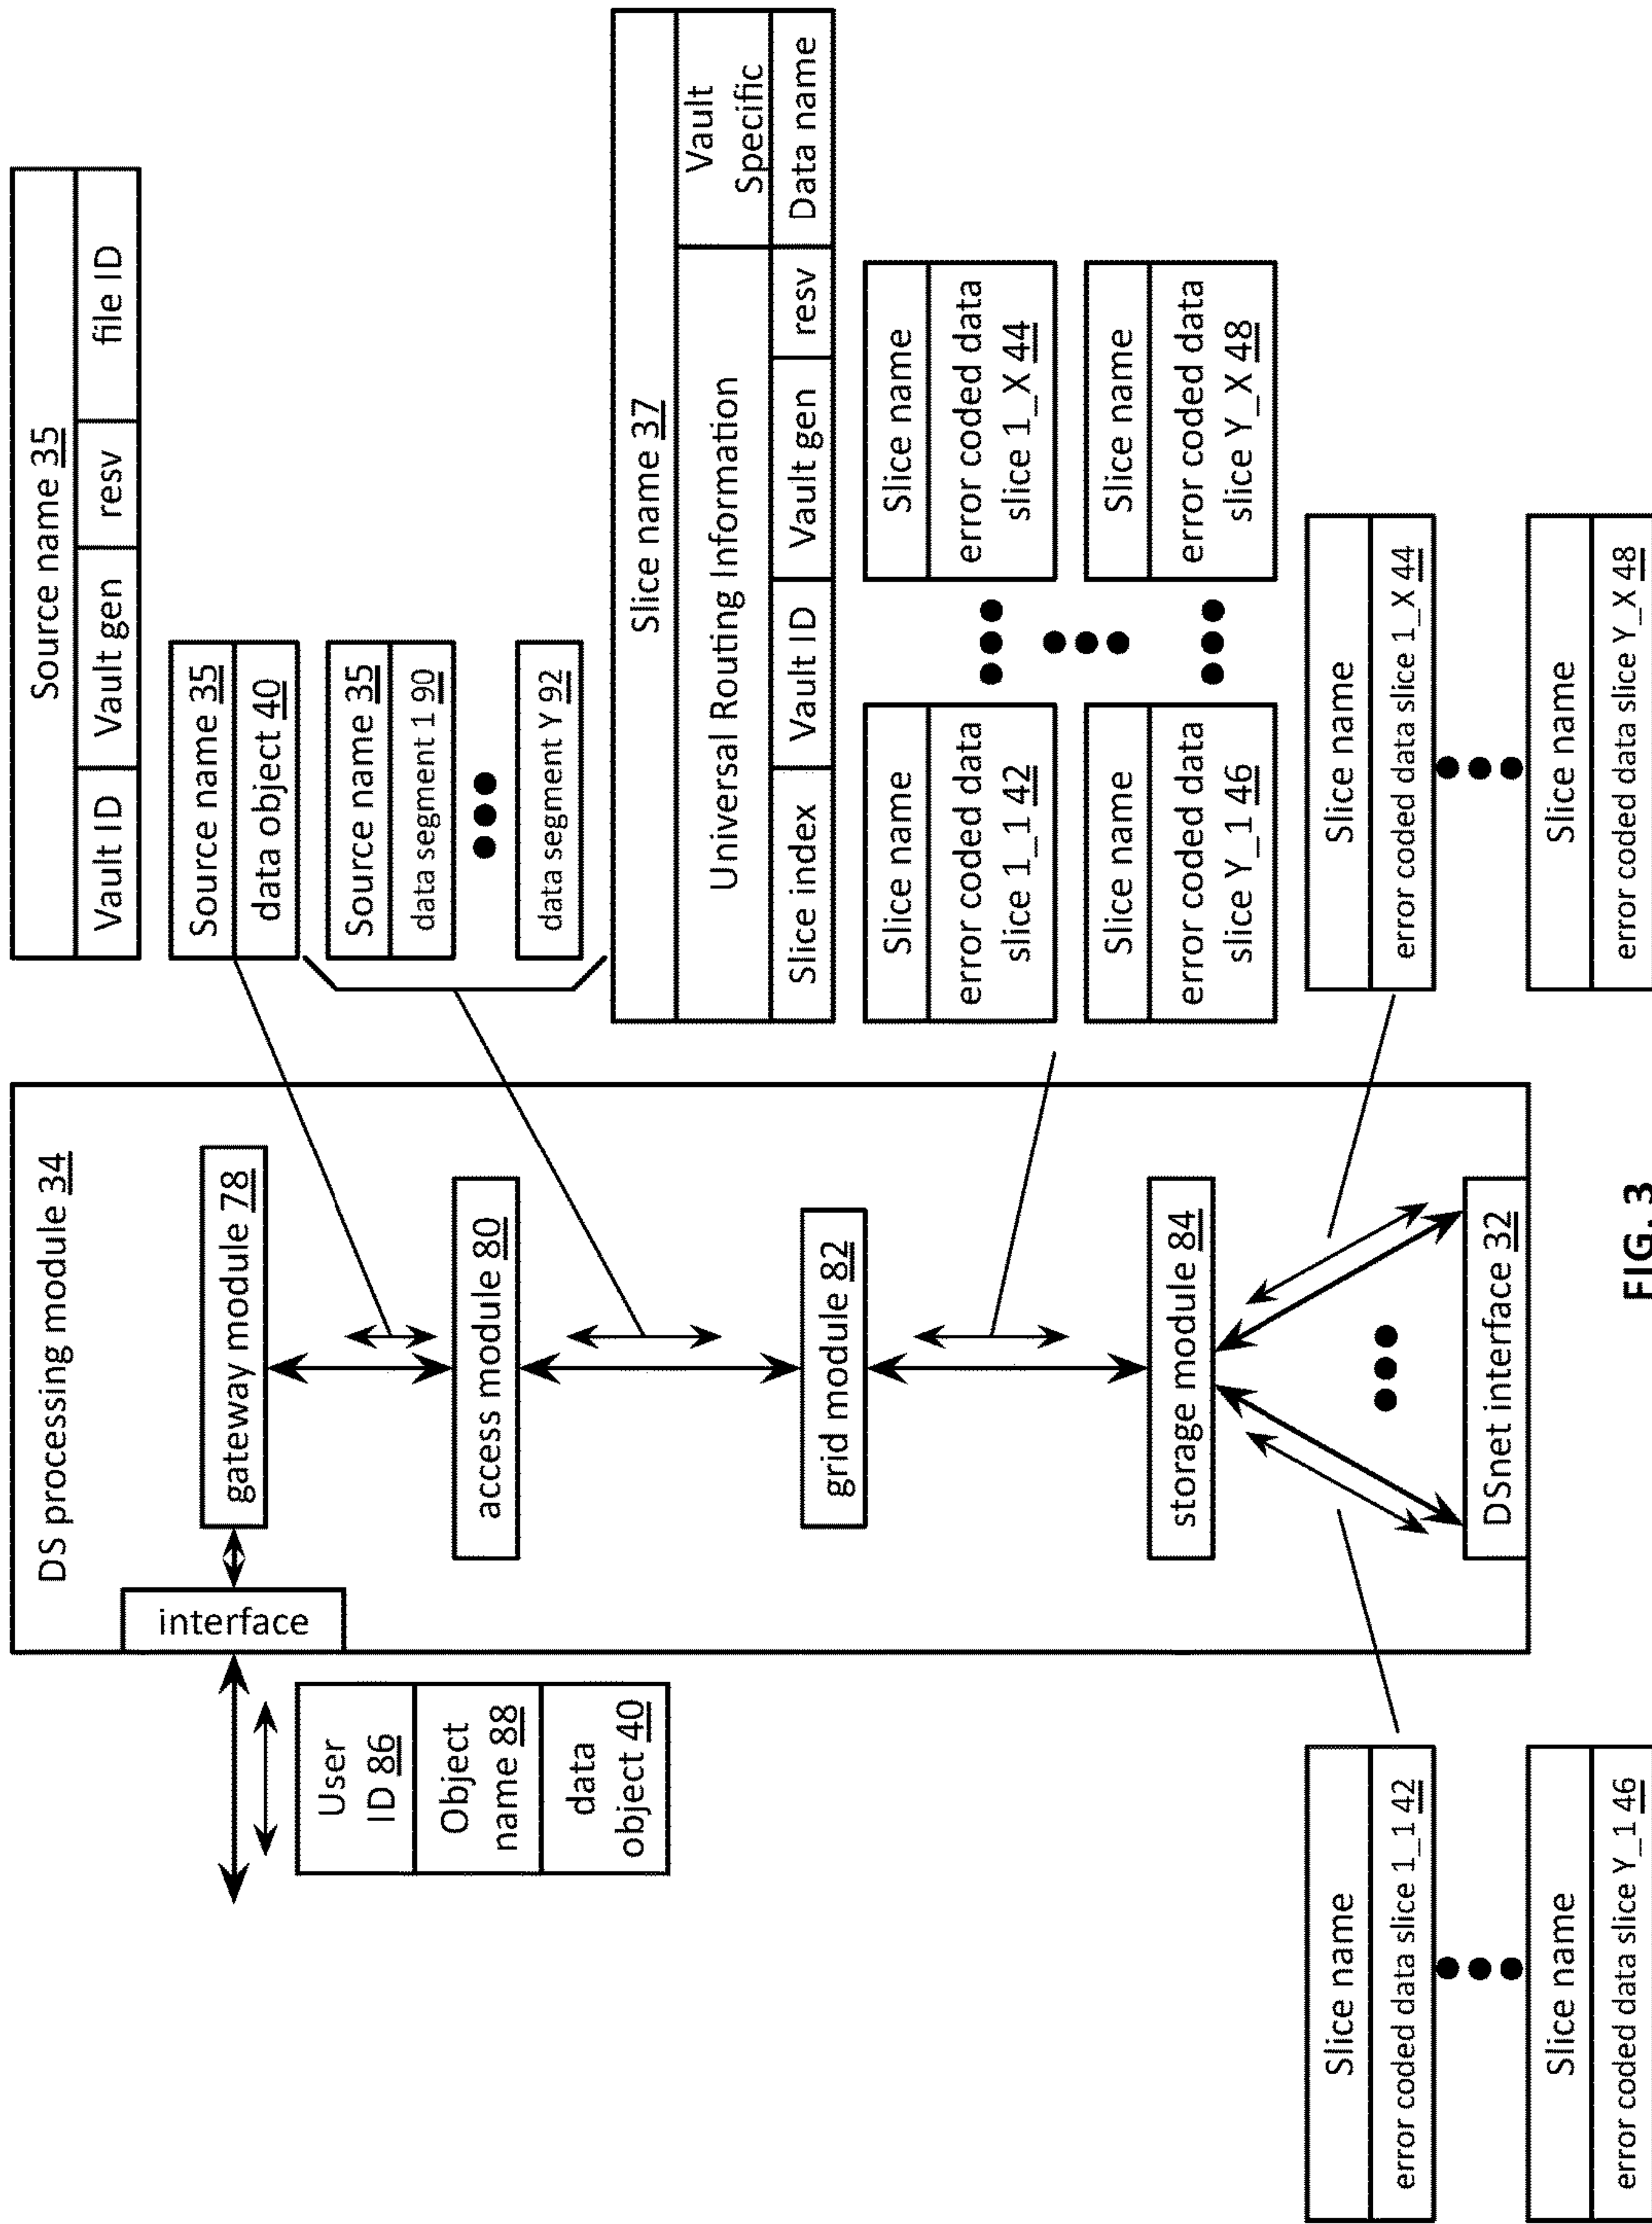 DS processing module 34
interface
gateway module 78
access module 80
grid module 82
storage module 84
DSnet interface 32
User
ID 86
Object
name 88
data
object 40
Source name 35
Vault ID
Vault gen
resv
file ID
Source name 35
data object 40
Source name 35
data segment 1 90
data segment Y 92
Slice name 37
Universal Routing Information
Vault
Specific
Slice index
Vault ID
Vault gen
resv
Data name
Slice name
error coded data
slice 1_1 42
Slice name
error coded data
slice 1_X 44
Slice name
error coded data
slice Y_1 46
Slice name
error coded data
slice Y_X 48
Slice name
error coded data slice 1_1 42
Slice name
error coded data slice Y_1 46
Slice name
error coded data slice 1_X 44
Slice name
error coded data slice Y_X 48
FIG. 3